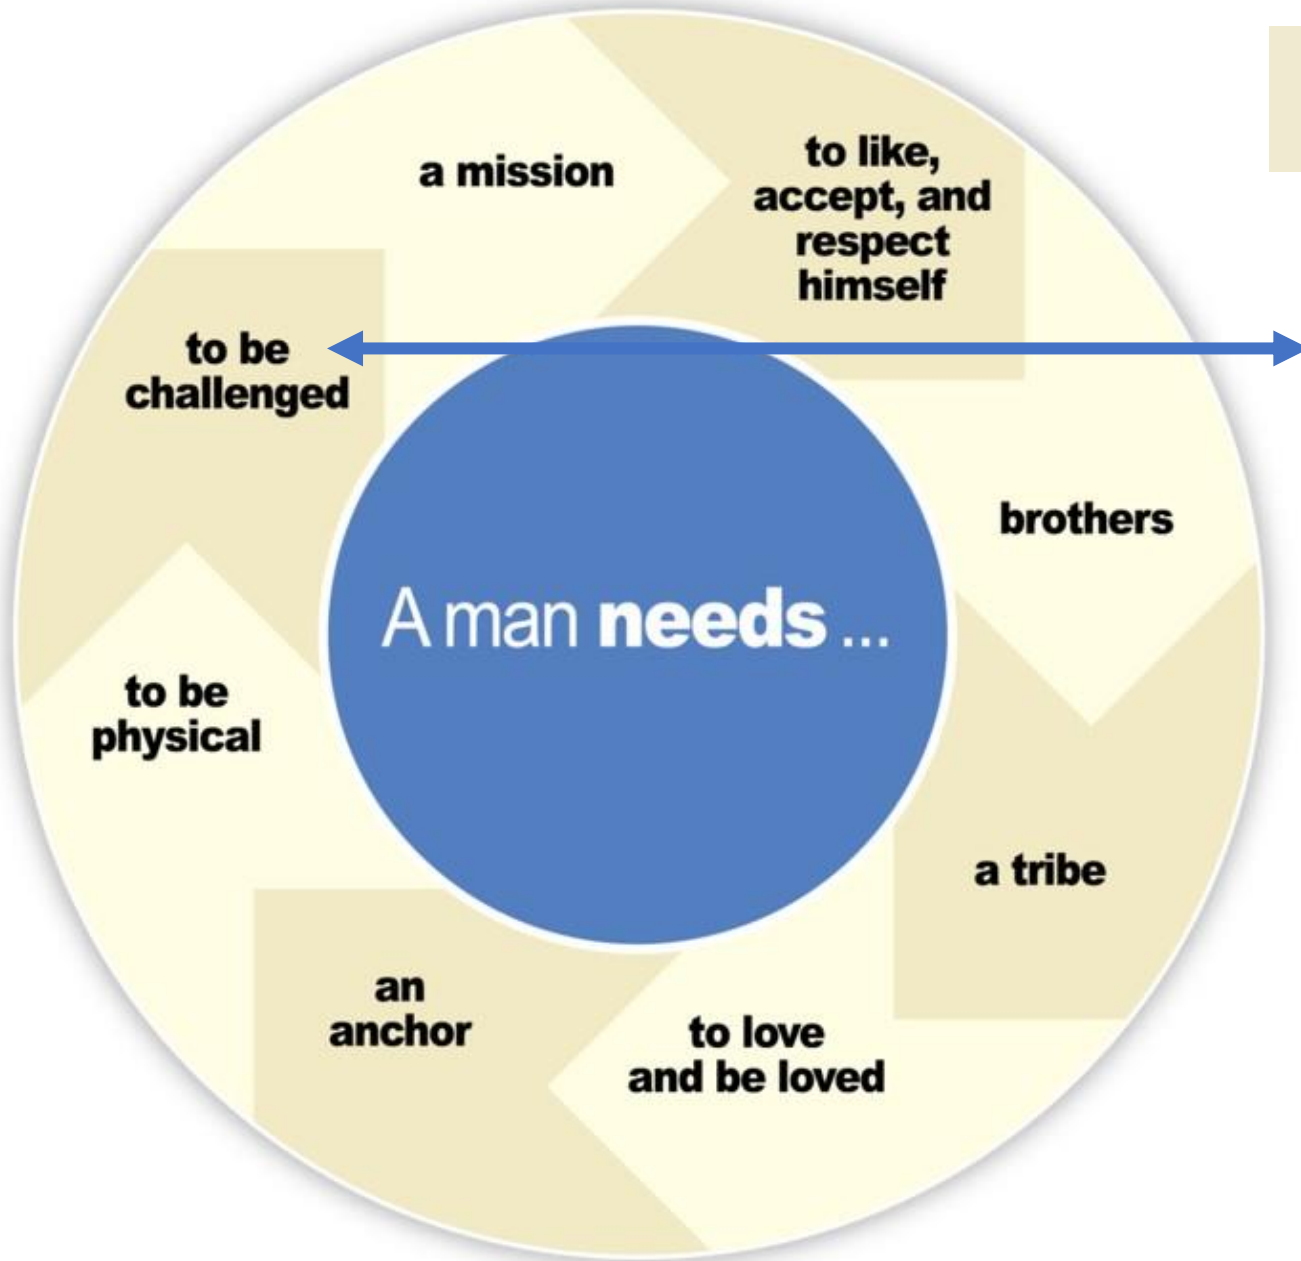 a mission
to like,
accept, and
respect
himself
to be
challenged
brothers
A man needs ...
to be
physical
a tribe
an
anchor
to love
and be loved